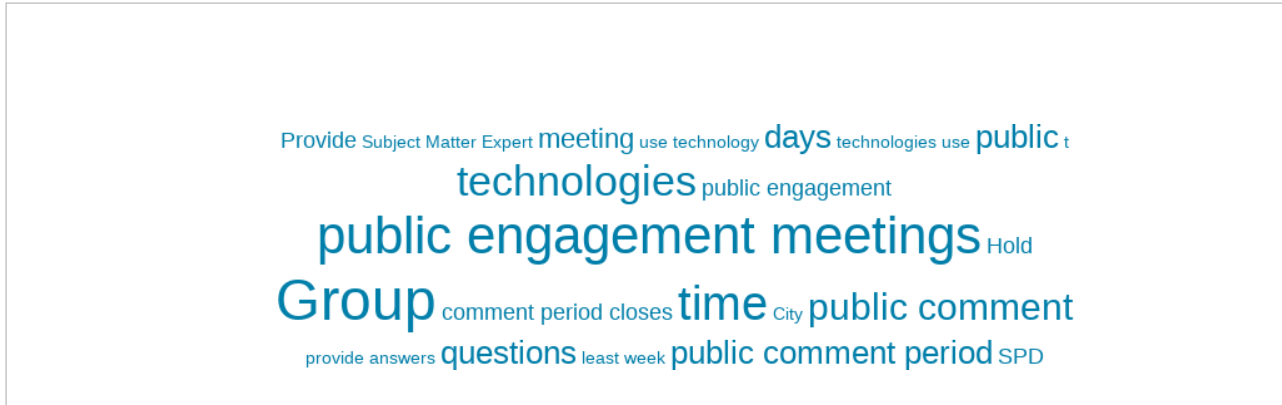 Provide Subject Matter Expert meeting use technology days technologies use public t
technologies public engagement
public engagement meetings Hold
Group comment period closes time City public comment
provide answers questions least week public comment period SPD